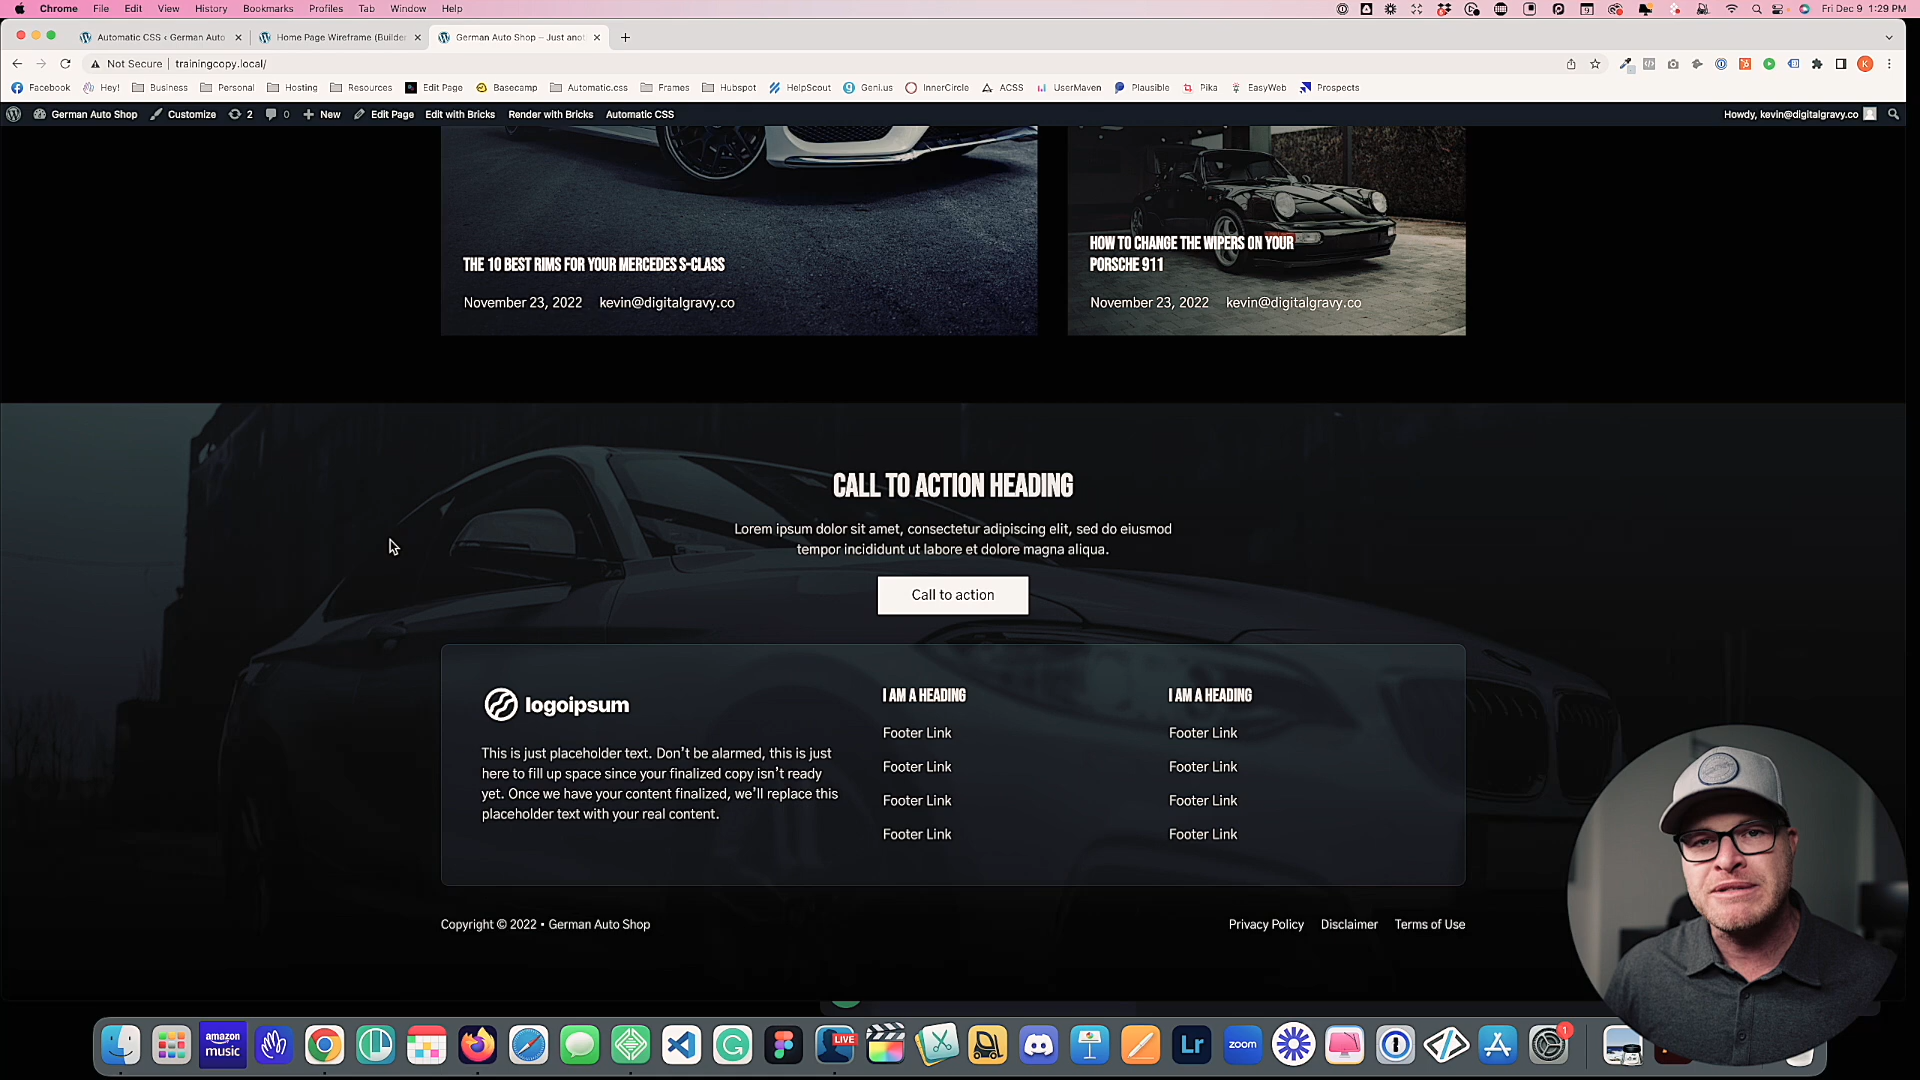 Chrome File Edit View History Bookmarks Profiles Tab Window Help
Fri Dec 9 1:29 PM
Automatic CSS ‹ German Auto
Home Page Wireframe (Builder
German Auto Shop – Just anot
Not Secure trainingcopy.local/
Facebook Hey! Business Personal Hosting Resources Edit Page Basecamp Automatic.css Frames Hubspot HelpScout Geni.us InnerCircle ACSS UserMaven Plausible Pika EasyWeb Prospects
German Auto Shop Customize 2 0 New Edit Page Edit with Bricks Render with Bricks Automatic CSS
Howdy, kevin@digitalgravy.co
THE 10 BEST RIMS FOR YOUR MERCEDES S-CLASS
November 23, 2022 kevin@digitalgravy.co
HOW TO CHANGE THE WIPERS ON YOUR
PORSCHE 911
November 23, 2022 kevin@digitalgravy.co
CALL TO ACTION HEADING
Lorem ipsum dolor sit amet, consectetur adipiscing elit, sed do eiusmod
tempor incididunt ut labore et dolore magna aliqua.
Call to action
logoipsum
This is just placeholder text. Don’t be alarmed, this is just
here to fill up space since your finalized copy isn’t ready
yet. Once we have your content finalized, we’ll replace this
placeholder text with your real content.
I AM A HEADING
Footer Link
Footer Link
Footer Link
Footer Link
I AM A HEADING
Footer Link
Footer Link
Footer Link
Footer Link
Copyright © 2022 • German Auto Shop
Privacy Policy Disclaimer Terms of Use
amazon
music
LIVE
Lr
zoom
1